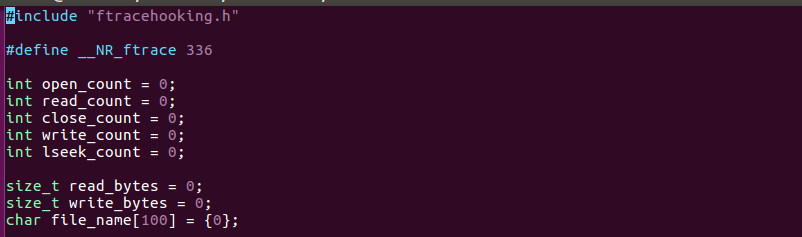 #include "ftracehooking.h"
#define __NR_ftrace 336
int open_count = 0;
int read_count = 0;
int close_count = 0;
int write_count = 0;
int lseek_count = 0;
size_t read_bytes = 0;
size_t write_bytes = 0;
char file_name[100] = {0};